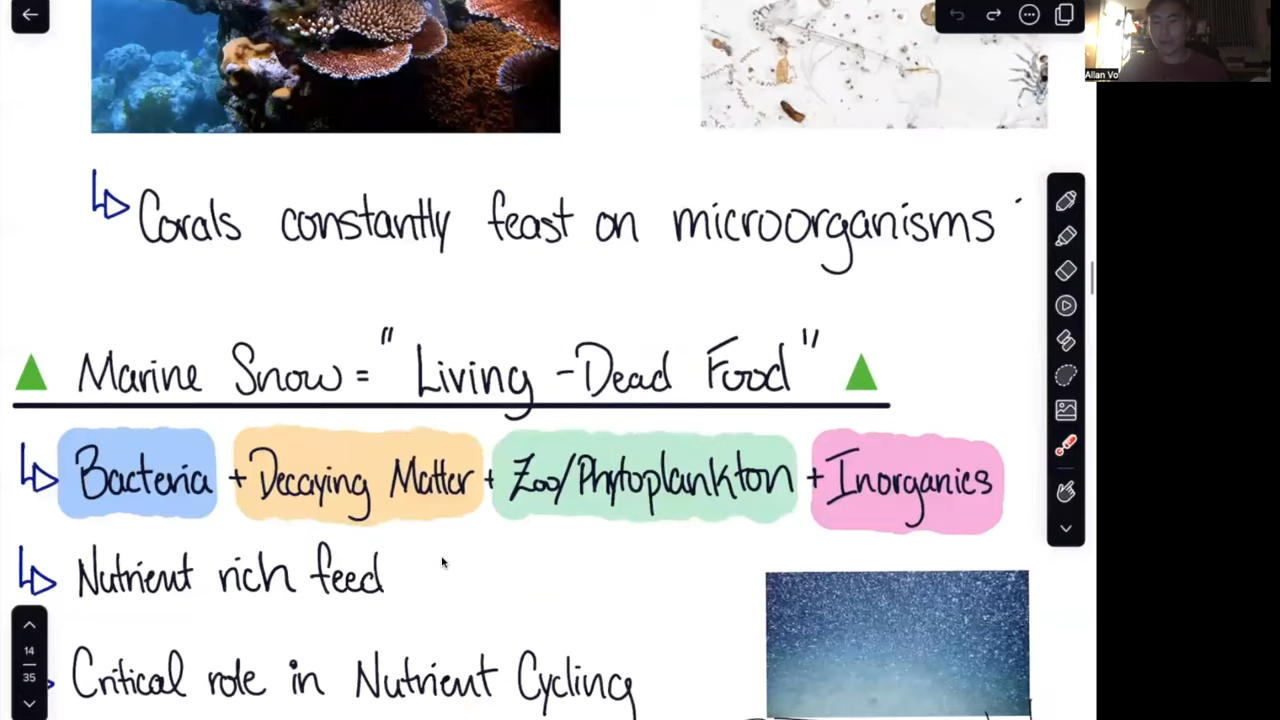 Allan Vo
Corals constantly feast on microorganisms
Marine Snow = "Living - Dead Food"
Bacteria + Decaying Matter + Zoo/Phytoplankton + Inorganics
Nutrient rich feed
14
35
Critical role in Nutrient Cycling